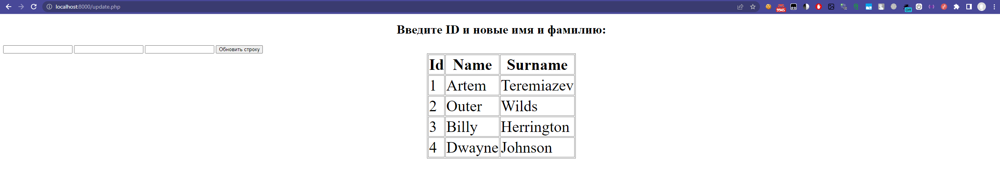 localhost:8000/update.php
9945
Off
Введите ID и новые имя и фамилию:
Обновить строку
Id Name Surname
1 Artem Teremiazev
2 Outer Wilds
3 Billy Herrington
4 Dwayne Johnson